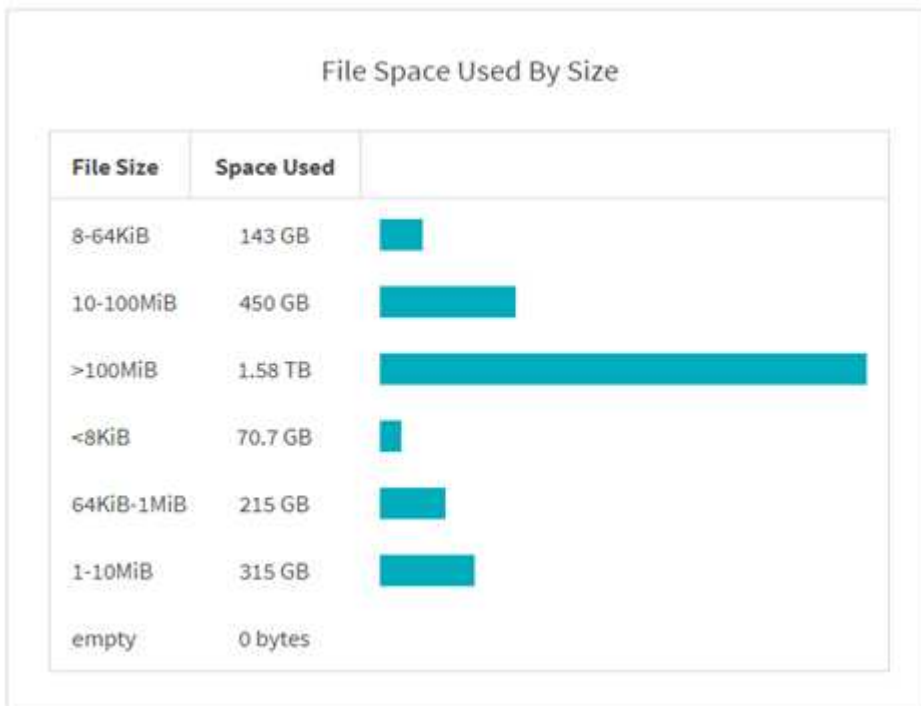 File Space Used By Size
File Size Space Used
8-64KiB 143 GB
10-100MiB 450 GB
>100MiB 1.58 TB
<8KiB 70.7 GB
64KiB-1MiB 215 GB
1-10MiB 315 GB
empty 0 bytes